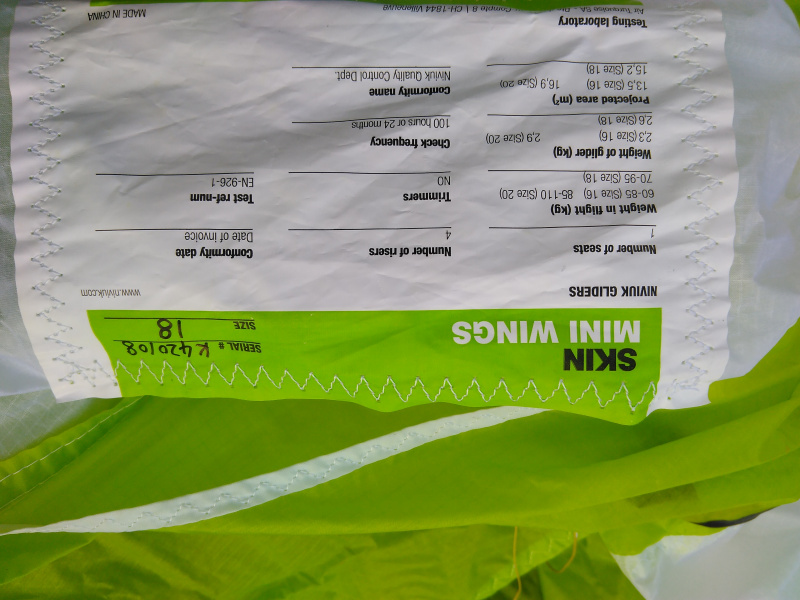 SKIN
MINI WINGS
SERIAL # K420108
SIZE 18
NIVIUK GLIDERS
www.niviuk.com
Number of seats
1
Number of risers
4
Conformity date
Date of invoice
Weight in flight (kg)
60-85 (Size 16) 85-110 (Size 20)
70-95 (Size 18)
Trimmers
NO
Test ref-num
EN-926-1
Weight of glider (kg)
2,3 (Size 16) 2,9 (Size 20)
2,6 (Size 18)
Check frequency
100 hours or 24 months
Projected area (m²)
13,5 (Size 16) 16,9 (Size 20)
15,2 (Size 18)
Conformity name
Niviuk Quality Control Dept.
Testing laboratory
CH-1844 Villeneuve
MADE IN CHINA